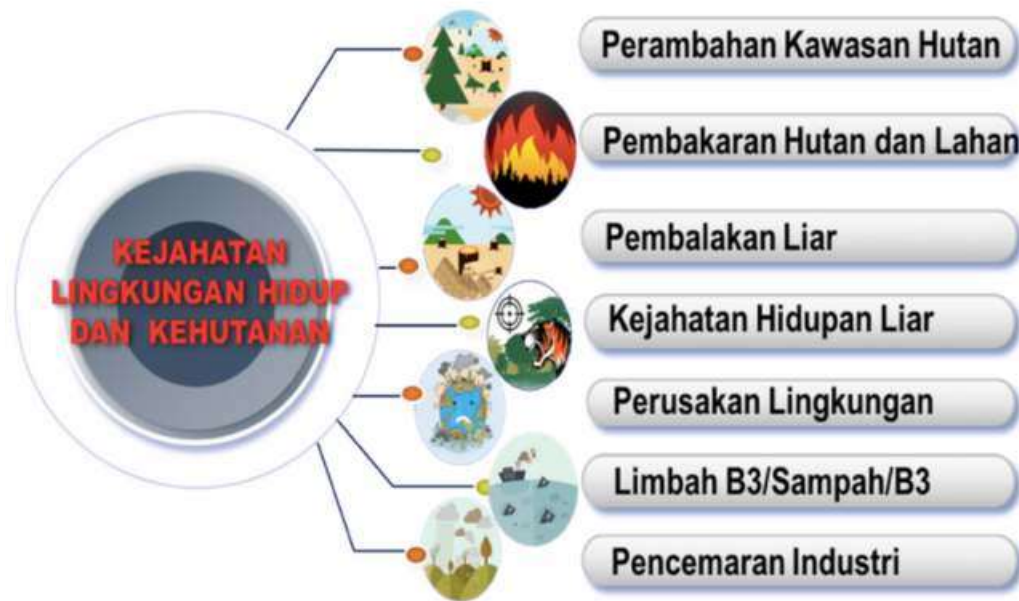 KEJAHATAN
LINGKUNGAN HIDUP
DAN KEHUTANAN
Perambahan Kawasan Hutan
Pembakaran Hutan dan Lahan
Pembalakan Liar
Kejahatan Hidupan Liar
Perusakan Lingkungan
Limbah B3/Sampah/B3
Pencemaran Industri